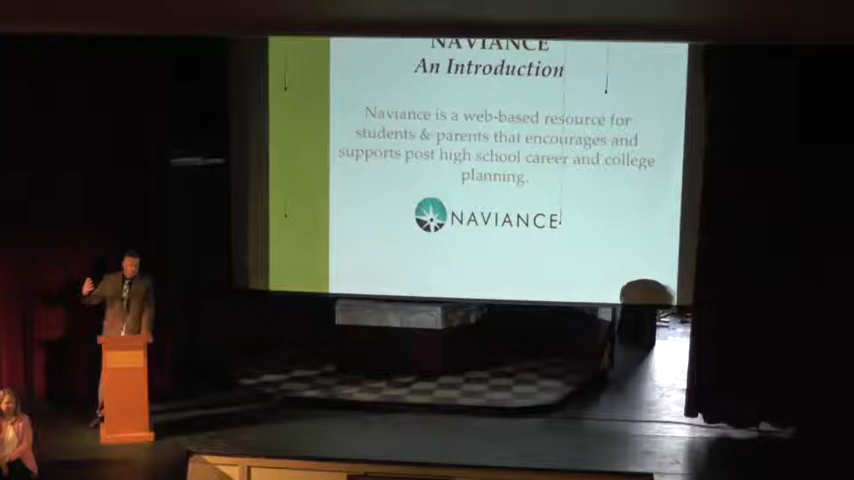 NAVIANCE
An Introduction
Naviance is a web-based resource for
students & parents that encourages and
supports post high school career and college
planning.
NAVIANCE